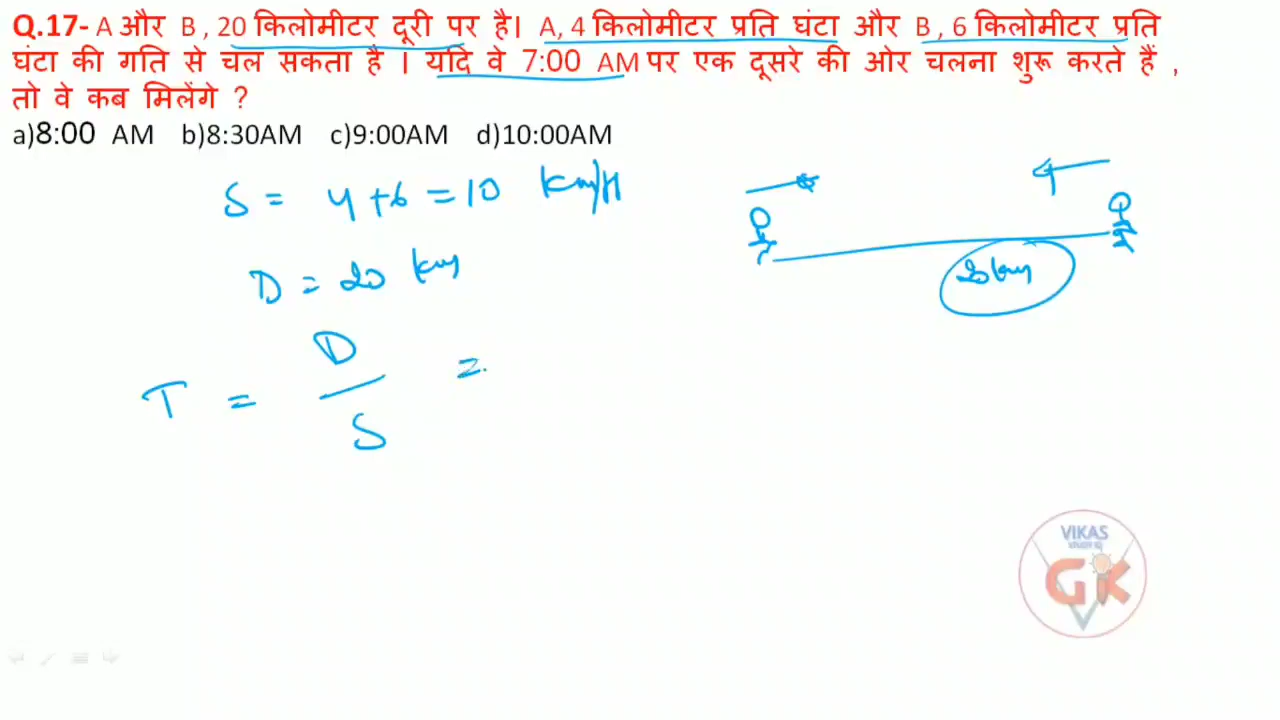 Q.17- A और B , 20 किलोमीटर दूरी पर है। A, 4 किलोमीटर प्रति घंटा और B , 6 किलोमीटर प्रति
घंटा की गति से चल सकता है । यदि वे 7:00 AM पर एक दूसरे की ओर चलना शुरू करते हैं ,
तो वे कब मिलेंगे ?
a)8:00 AM b)8:30AM c)9:00AM d)10:00AM
S = 4+6 = 10 km/H
D = 20 km
20 km
T = D/S =
VIKAS
GK